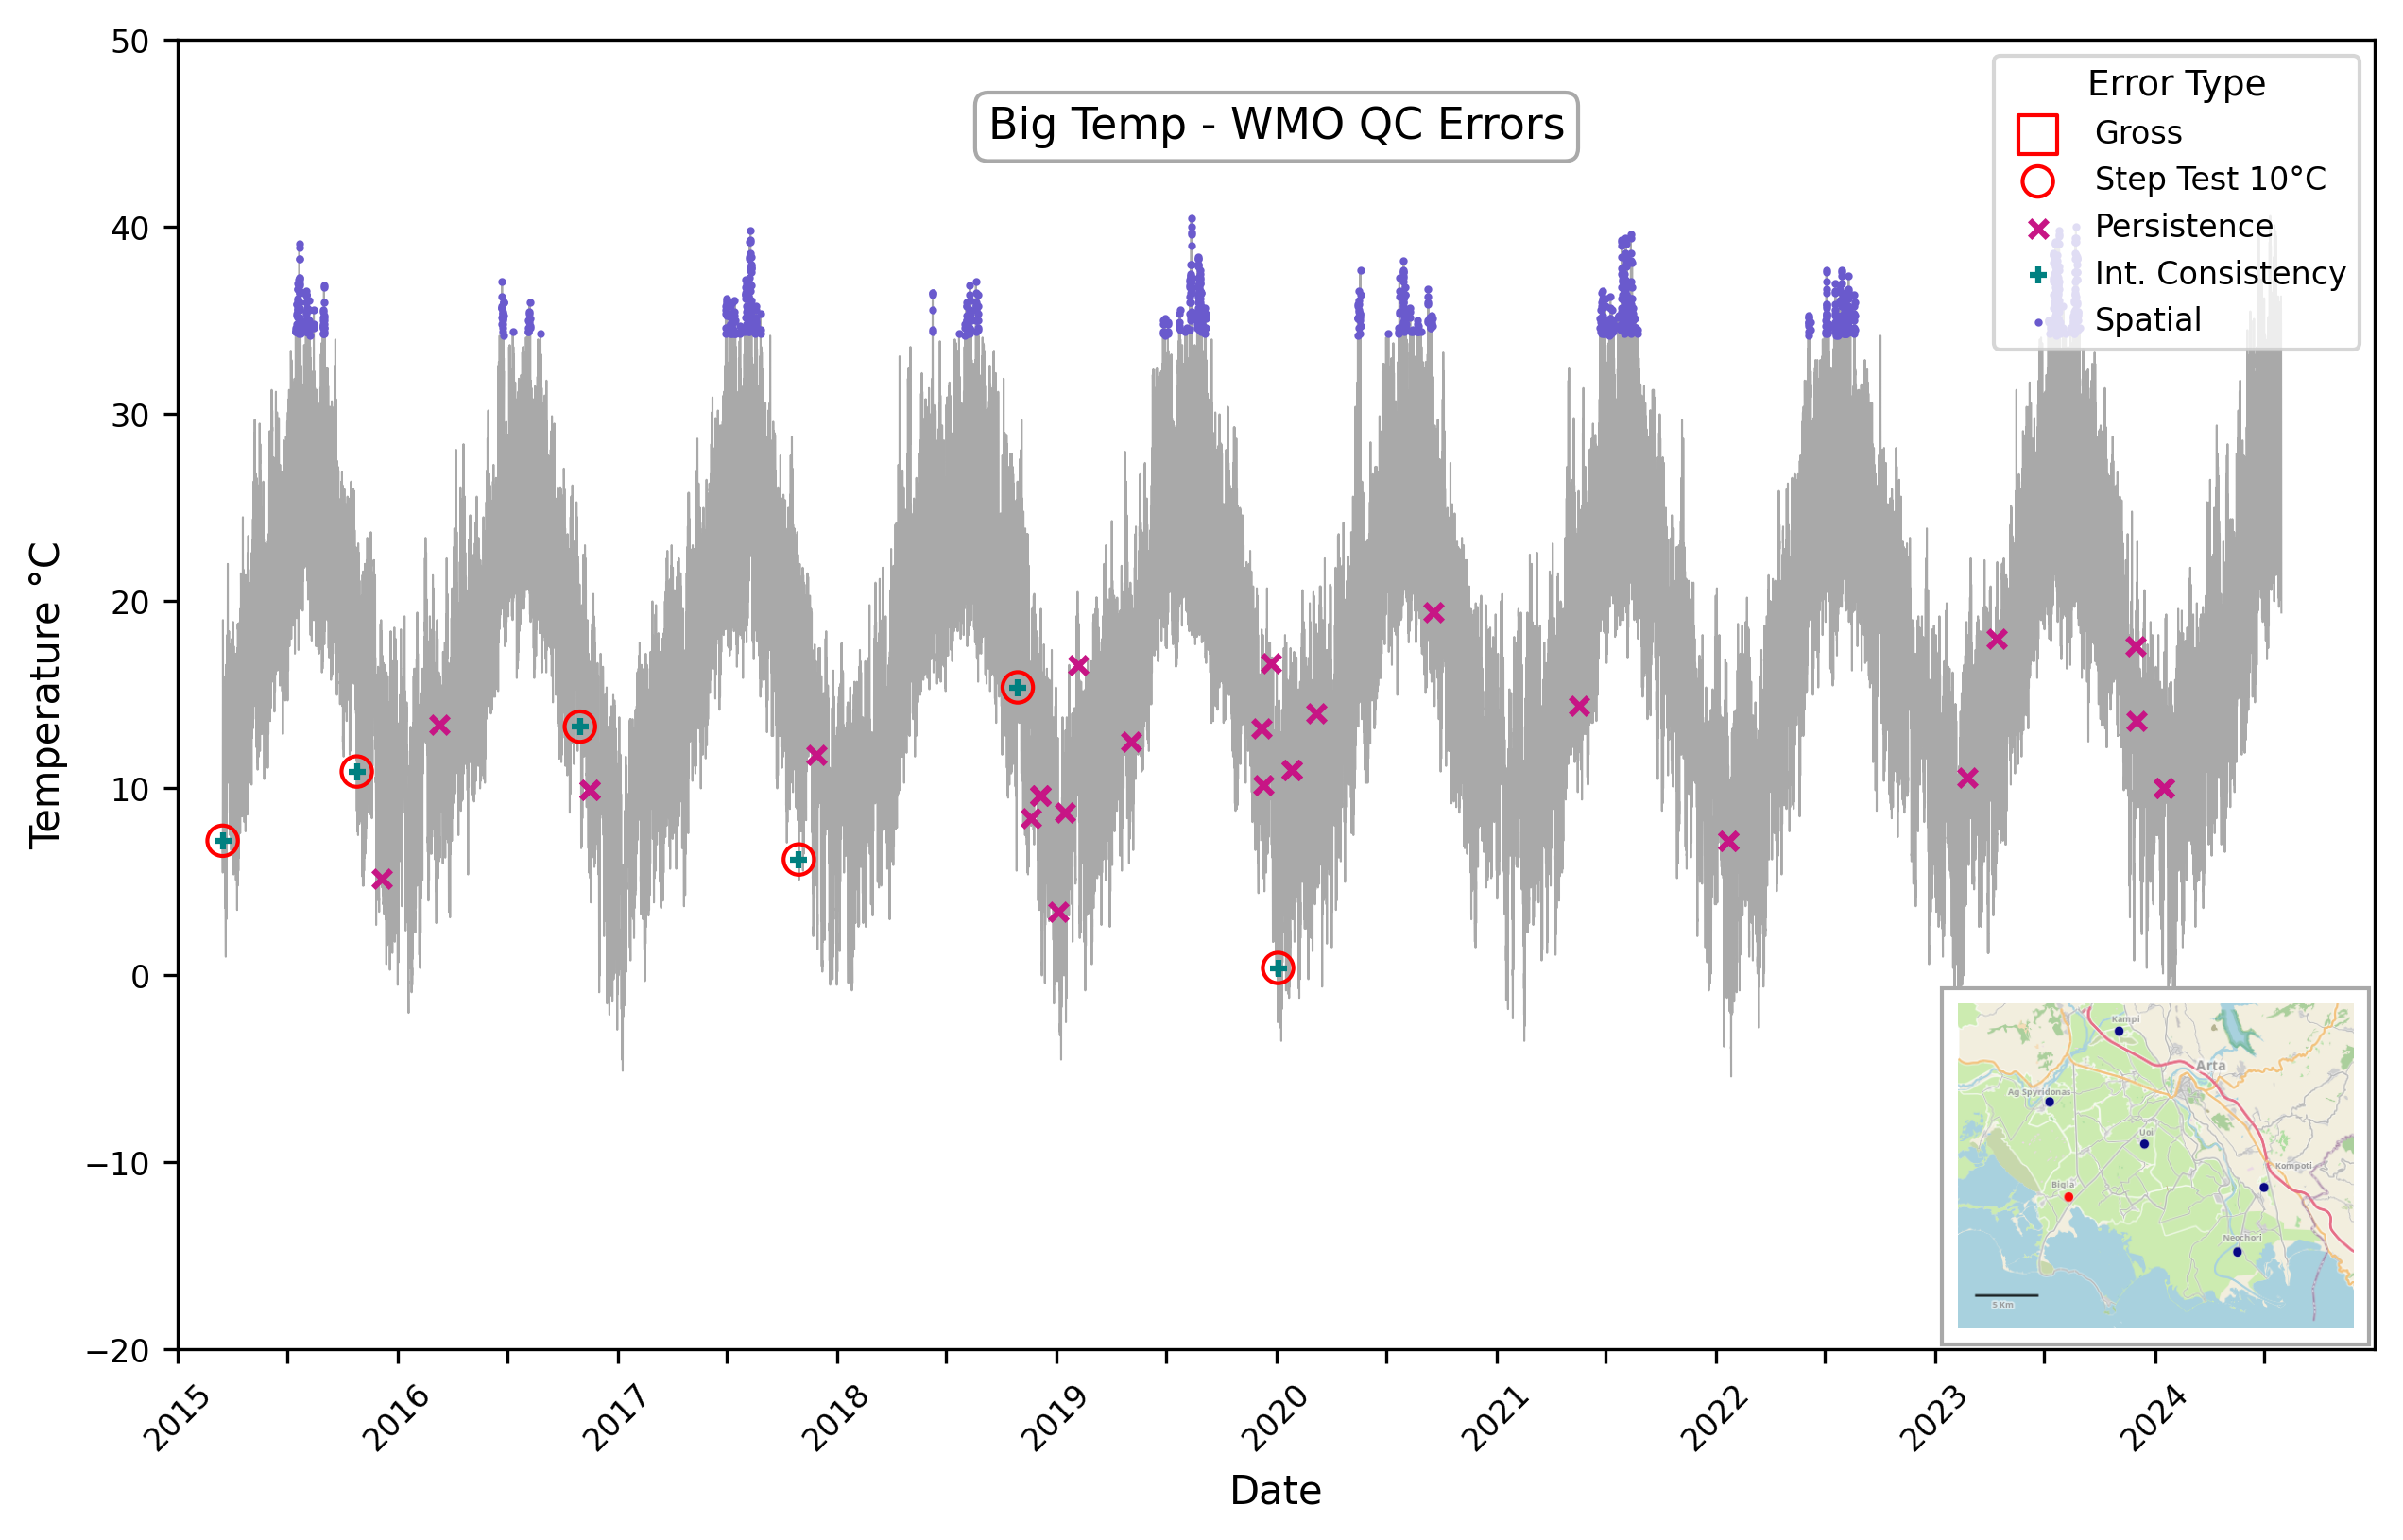 Big Temp - WMO QC Errors
Error Type
Gross
Step Test 10°C
Persistence
Int. Consistency
Spatial
Temperature °C
50
40
30
20
10
0
−10
−20
2015
2016
2017
2018
2019
2020
2021
2022
2023
2024
Date
Kampi
Arta
Ag Spyridonas
Uoi
Kompoti
Bigla
Neochori
5 Km